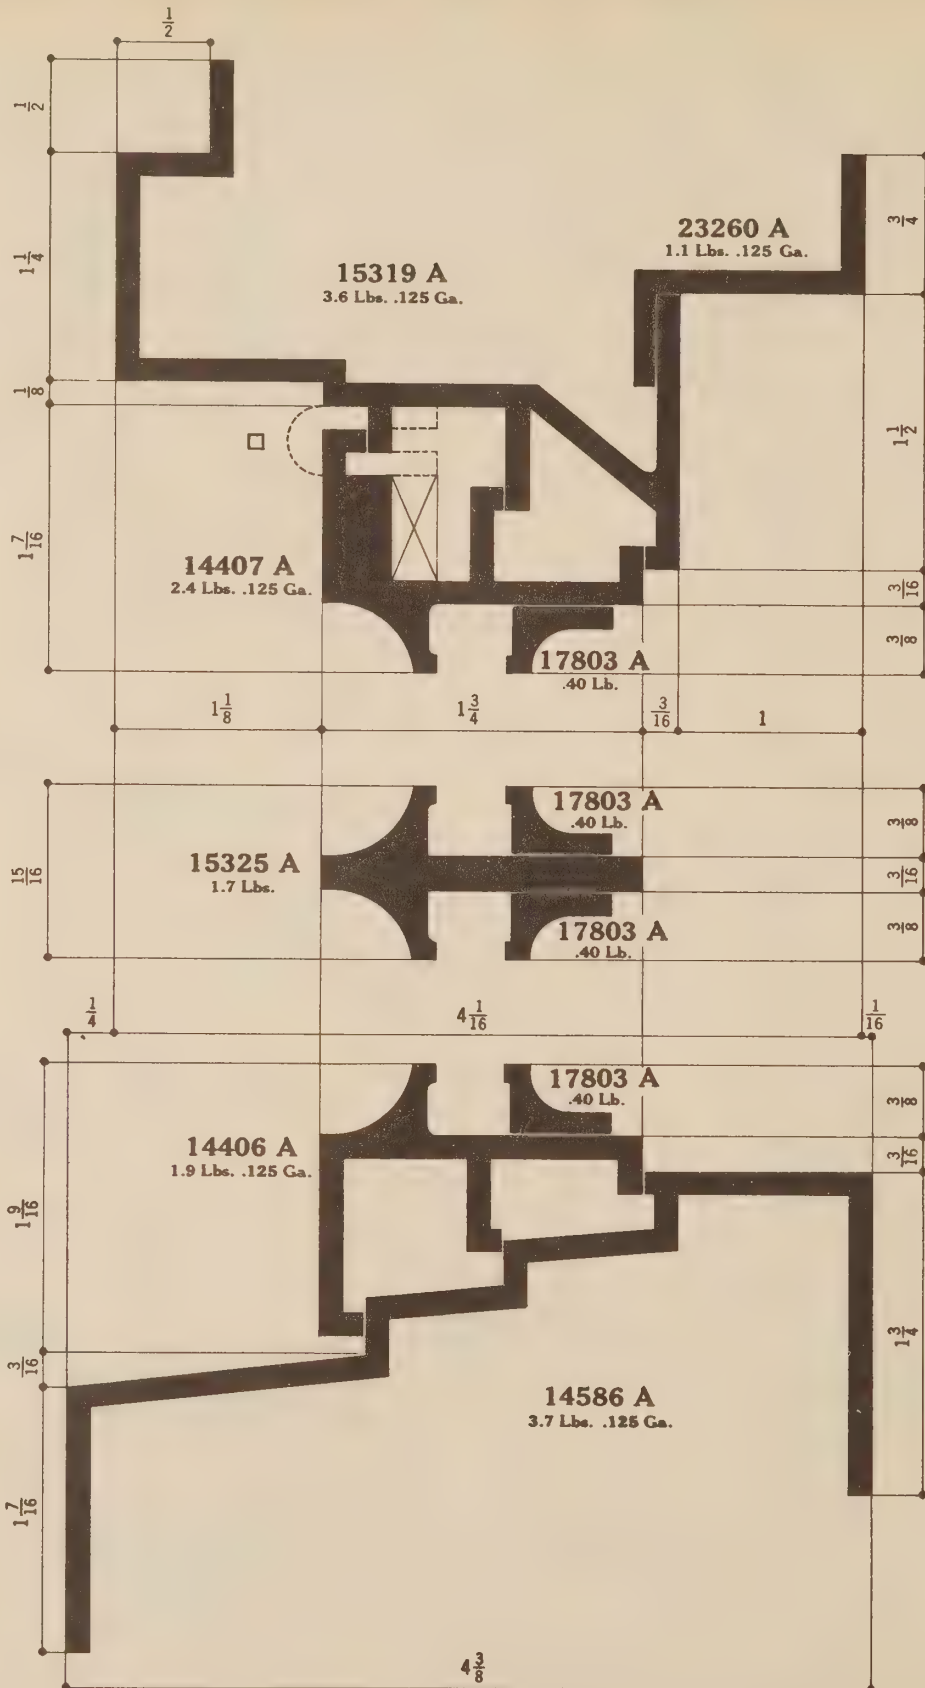 1/2
1/2
3/4
23260 A
1.1 Lbs. .125 Ga.
1 1/4
15319 A
3.6 Lbs. .125 Ga.
1/8
1 1/2
1 7/16
14407 A
2.4 Lbs. .125 Ga.
3/16
3/8
17803 A
.40 Lb.
1 1/8
1 3/4
3/16
1
17803 A
.40 Lb.
3/8
15/16
15325 A
1.7 Lbs.
3/16
17803 A
.40 Lb.
3/8
1/4
4 1/16
1/16
17803 A
.40 Lb.
3/8
14406 A
1.9 Lbs. .125 Ga.
3/16
1 9/16
1 3/4
3/16
14586 A
3.7 Lbs. .125 Ga.
1 7/16
4 3/8